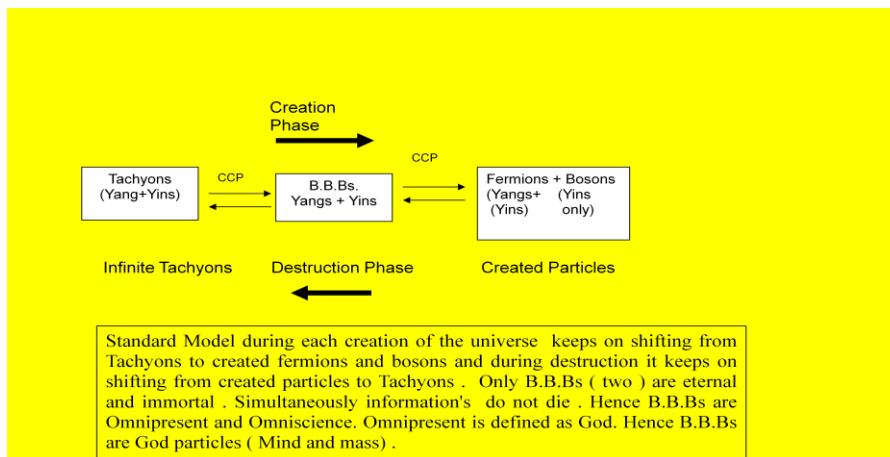 Creation
Phase
CCP
Tachyons
(Yang+Yins)
CCP
B.B.Bs.
Yangs + Yins
Fermions + Bosons
(Yangs+ (Yins
(Yins) only)
Infinite Tachyons
Destruction Phase
Created Particles
Standard Model during each creation of the universe keeps on shifting from
Tachyons to created fermions and bosons and during destruction it keeps on
shifting from created particles to Tachyons . Only B.B.Bs ( two ) are eternal
and immortal . Simultaneously information's do not die . Hence B.B.Bs are
Omnipresent and Omniscience. Omnipresent is defined as God. Hence B.B.Bs
are God particles ( Mind and mass) .